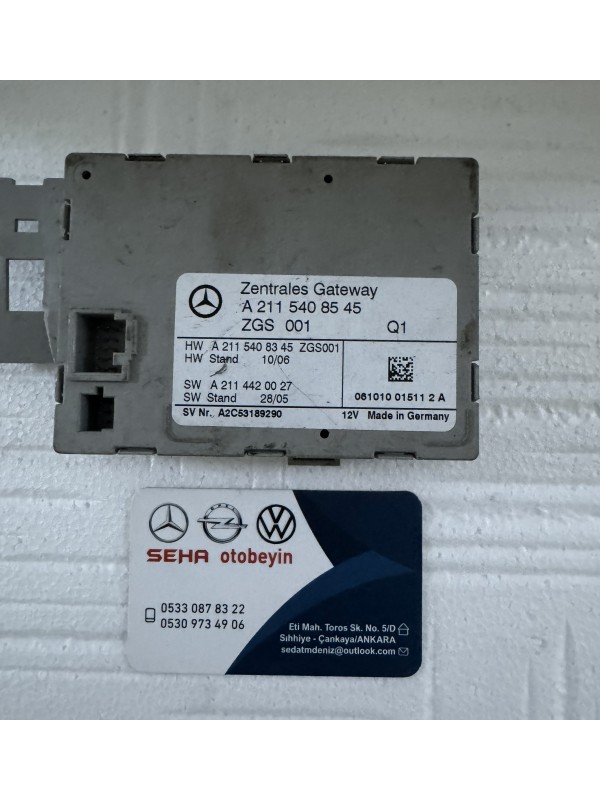 Zentrales Gateway
A 211 540 85 45
ZGS 001 Q1
HW A 211 540 83 45 ZGS001
HW Stand 10/06
SW A 211 442 00 27
SW Stand 28/05
061010 01511 2 A
SV Nr. A2C53189290 12V Made in Germany
SEHA otobeyin
0533 087 83 22
0530 973 49 06
Eti Mah. Toros Sk. No. 5/D
Sıhhiye - Çankaya/ANKARA
sedatmdeniz@outlook.com